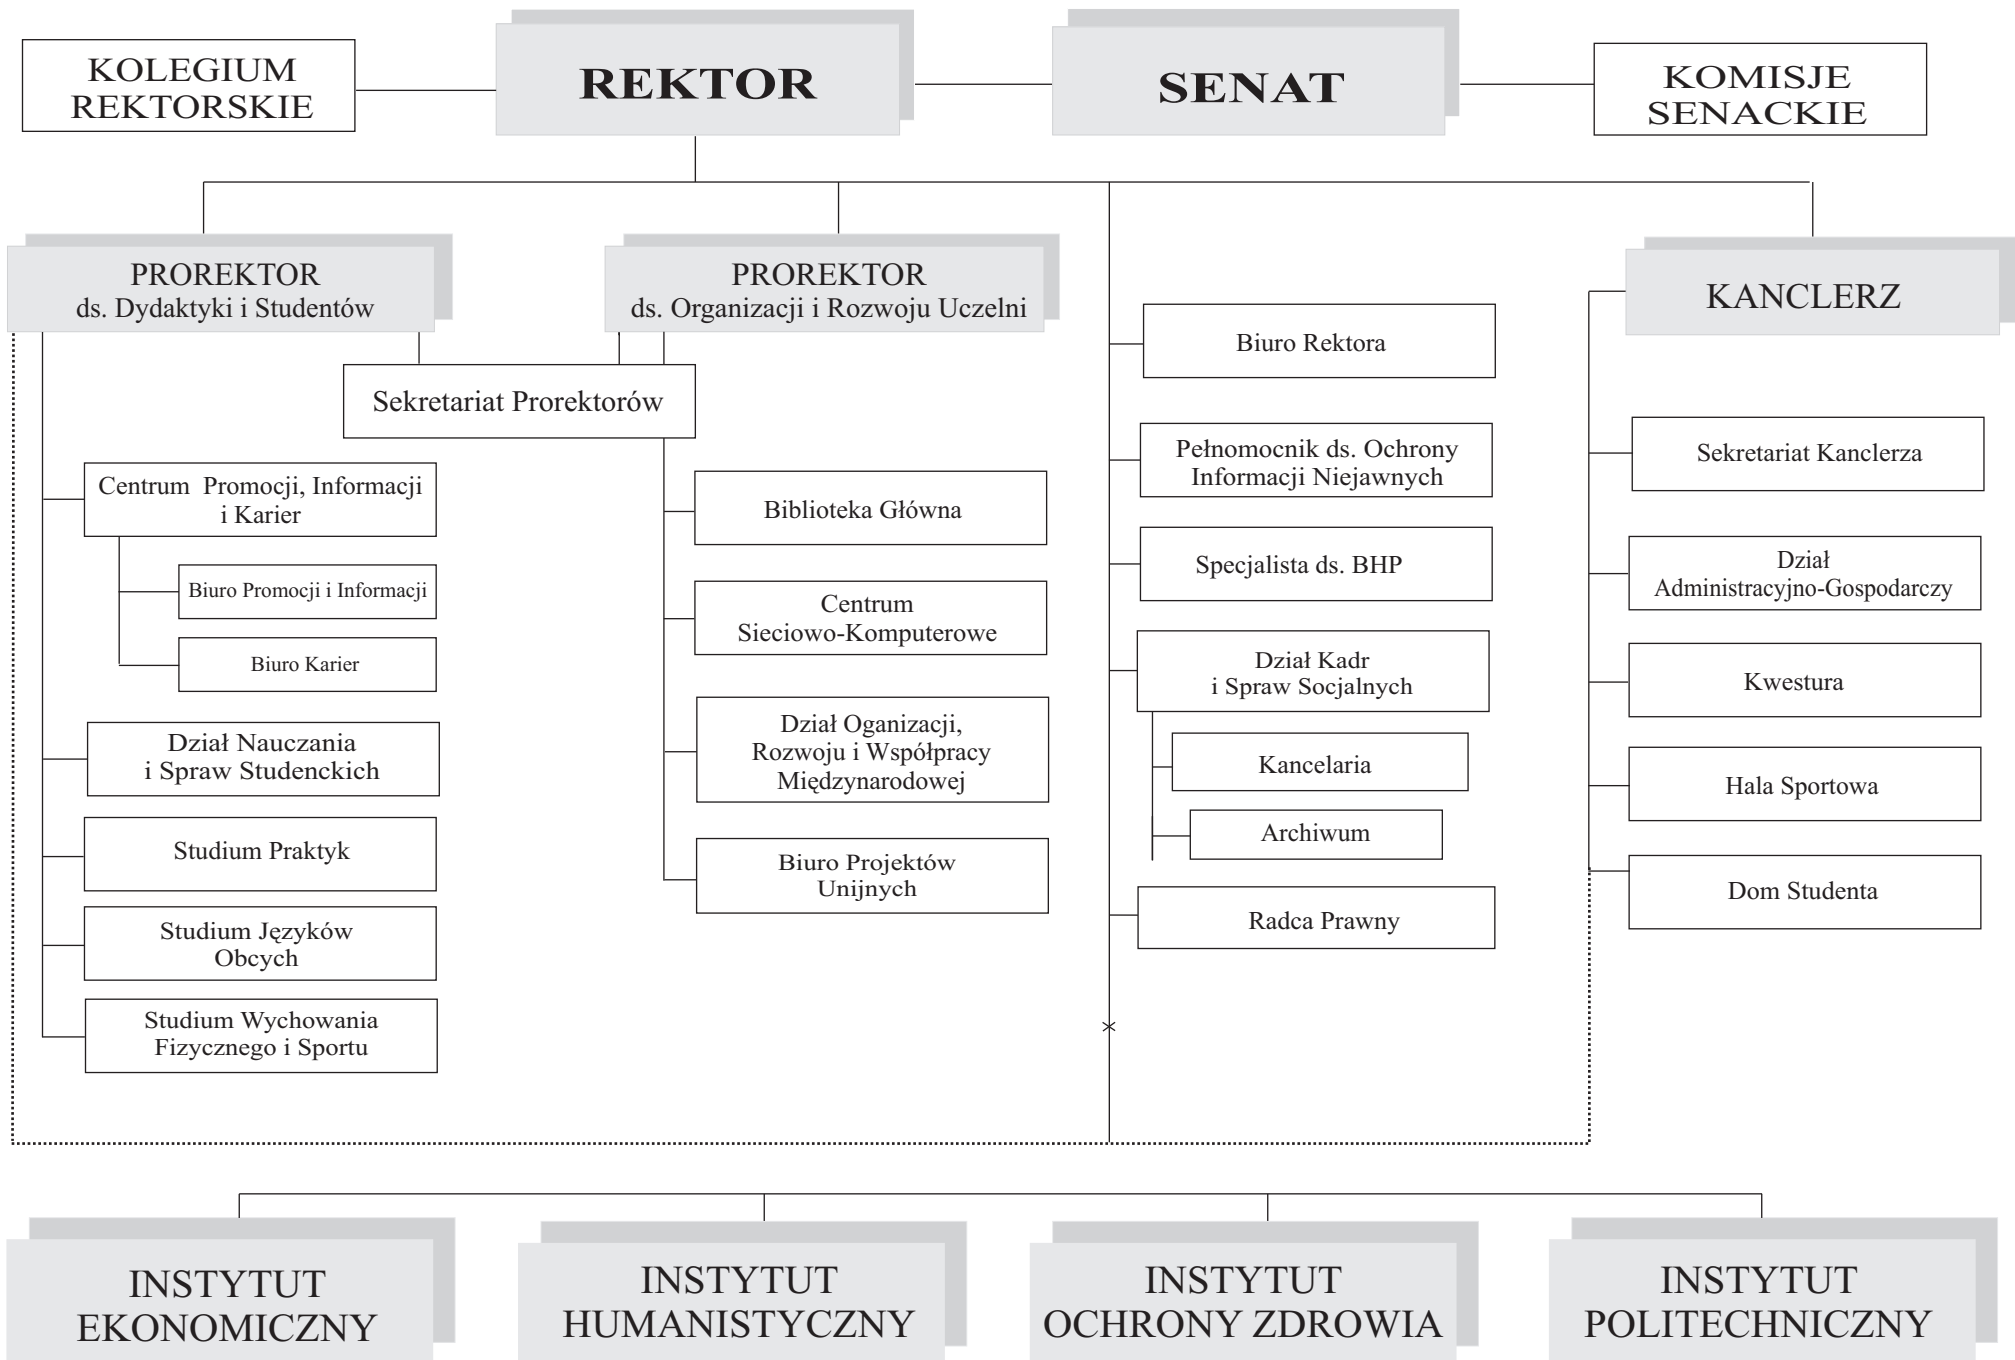 KOLEGIUM
REKTORSKIE
REKTOR
SENAT
KOMISJE
SENACKIE
PROREKTOR
ds. Dydaktyki i Studentów
PROREKTOR
ds. Organizacji i Rozwoju Uczelni
KANCLERZ
Sekretariat Prorektorów
Centrum Promocji, Informacji
i Karier
Biuro Promocji i Informacji
Biuro Karier
Dział Nauczania
i Spraw Studenckich
Studium Praktyk
Studium Języków
Obcych
Studium Wychowania
Fizycznego i Sportu
Biblioteka Główna
Centrum
Sieciowo-Komputerowe
Dział Oganizacji,
Rozwoju i Współpracy
Międzynarodowej
Biuro Projektów
Unijnych
Biuro Rektora
Pełnomocnik ds. Ochrony
Informacji Niejawnych
Specjalista ds. BHP
Dział Kadr
i Spraw Socjalnych
Kancelaria
Archiwum
Radca Prawny
Sekretariat Kanclerza
Dział
Administracyjno-Gospodarczy
Kwestura
Hala Sportowa
Dom Studenta
INSTYTUT
EKONOMICZNY
INSTYTUT
HUMANISTYCZNY
INSTYTUT
OCHRONY ZDROWIA
INSTYTUT
POLITECHNICZNY